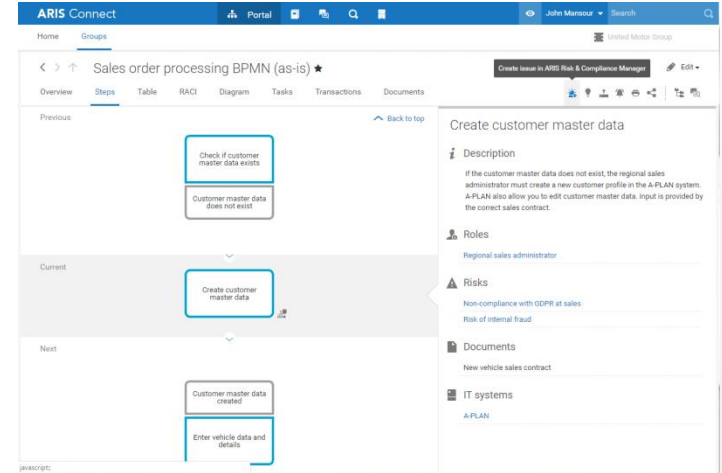 ARIS Connect
Portal
John Mansour
Search
Home
Groups
United Motor Group
Sales order processing BPMN (as-is)
Create issue in ARIS Risk & Compliance Manager
Edit
Overview
Steps
Table
RACI
Diagram
Tasks
Transactions
Documents
Previous
Back to top
Check if customer
master data exists
Customer master data
does not exist
Current
Create customer
master data
Next
Customer master data
created
Enter vehicle data and
details
javascript:
Create customer master data
Description
If the customer master data does not exist, the regional sales
administrator must create a new customer profile in the A-PLAN system.
A-PLAN also allow you to edit customer master data. Input is provided by
the correct sales contract.
Roles
Regional sales administrator
Risks
Non-compliance with GDPR at sales
Risk of internal fraud
Documents
New vehicle sales contract
IT systems
A-PLAN